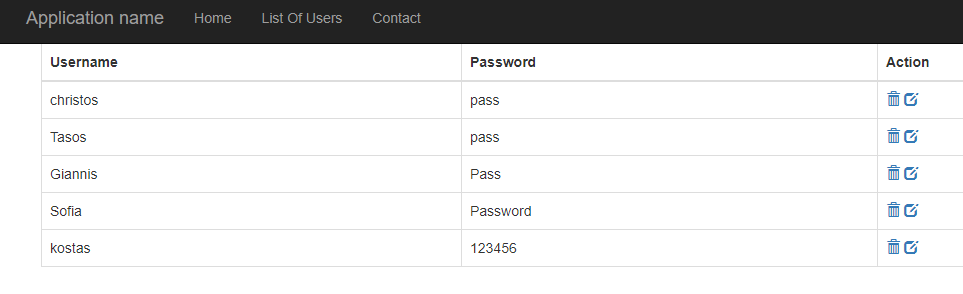 Application name Home List Of Users Contact
Username Password Action
christos pass
Tasos pass
Giannis Pass
Sofia Password
kostas 123456